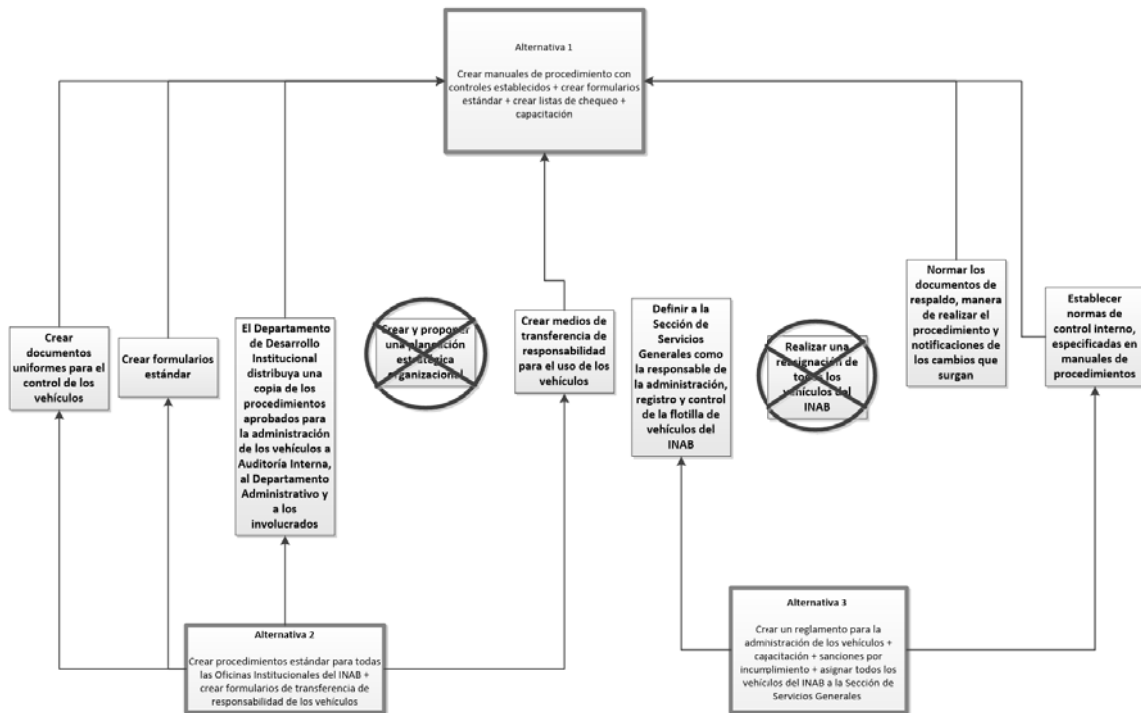 Alternativa 1
Crear manuales de procedimiento con
controles establecidos + crear formularios
estándar + crear listas de chequeo +
capacitación
Crear
documentos
uniformes para el
control de los
vehículos
Crear formularios
estándar
El Departamento
de Desarrollo
Institucional
distribuya una
copia de los
procedimientos
aprobados para
la administración
de los vehículos a
Auditoría Interna,
al Departamento
Administrativo y
a los
involucrados
Crear y proponer
una planeación
estratégica
organizacional
Crear medios de
transferencia de
responsabilidad
para el uso de los
vehículos
Definir a la
Sección de
Servicios
Generales como
la responsable de
la administración,
registro y control
de la flotilla de
vehículos del
INAB
Realizar una
reasignación de
todos los
vehículos del
INAB
Normar los
documentos de
respaldo, manera
de realizar el
procedimiento y
notificaciones de
los cambios que
surgan
Establecer
normas de
control interno,
especificadas en
manuales de
procedimientos
Alternativa 2
Crear procedimientos estándar para todas
las Oficinas Institucionales del INAB +
crear formularios de transferencia de
responsabilidad de los vehículos
Alternativa 3
Crear un reglamento para la
administración de los vehículos +
capacitación + sanciones por
incumplimiento + asignar todos los
vehículos del INAB a la Sección de
Servicios Generales